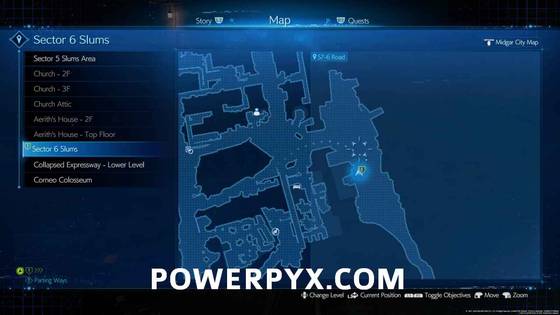 Story
Map
Quests
Sector 6 Slums
Midgar City Map
Sector 5 Slums Area
Church - 2F
Church - 3F
Church Attic
Aerith's House - 2F
Aerith's House - Top Floor
Sector 6 Slums
Collapsed Expressway - Lower Level
Corneo Colosseum
S7-6 Road
Parting Ways
POWERPYX.COM
Change Level
Current Position
Toggle Objectives
Move
Zoom